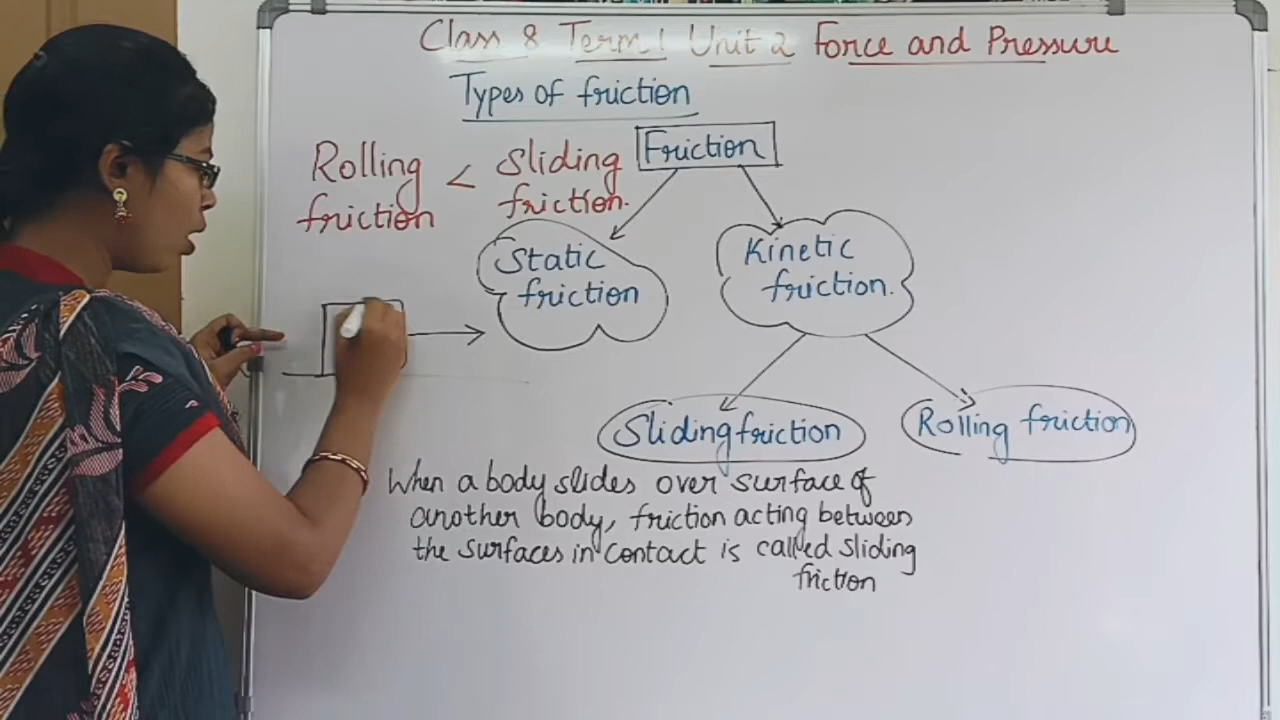 Class 8 Term 1 Unit 2 Force and Pressure
Types of friction
Friction
Rolling < Sliding
friction friction.
Static
friction
Kinetic
friction.
Sliding friction
Rolling friction
When a body slides over surface of
another body, friction acting between
the surfaces in contact is called sliding
friction